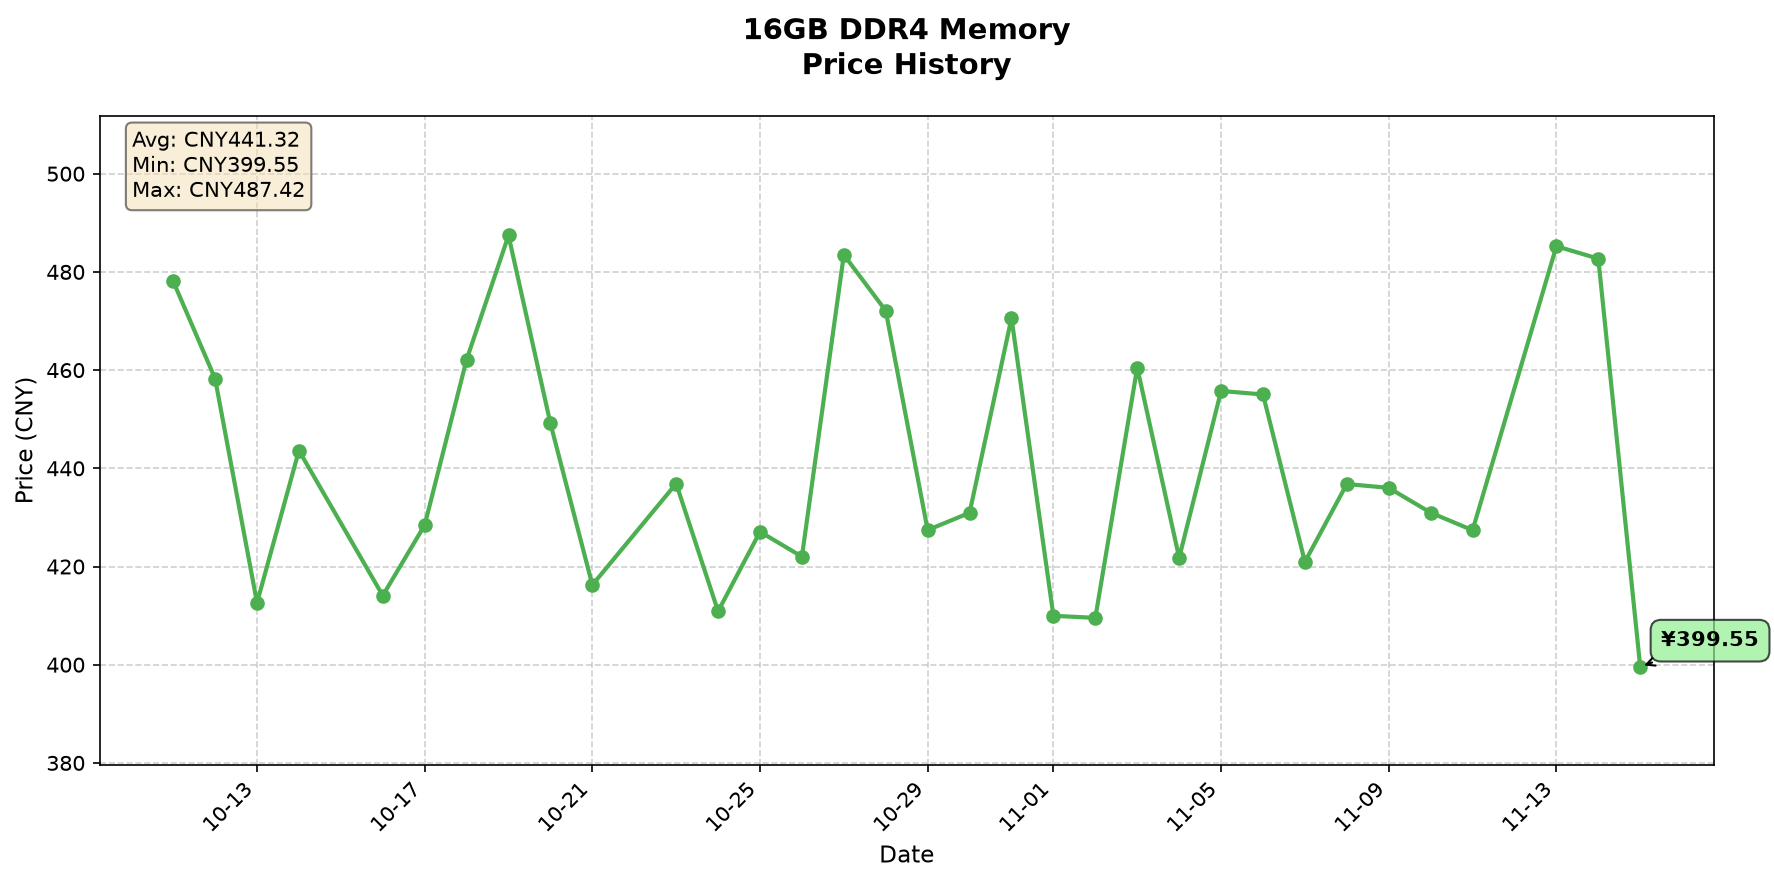 16GB DDR4 Memory
Price History
Avg: CNY441.32
Min: CNY399.55
Max: CNY487.42
500
480
460
440
420
400
380
Price (CNY)
¥399.55
10-13
10-17
10-21
10-25
10-29
11-01
11-05
11-09
11-13
Date